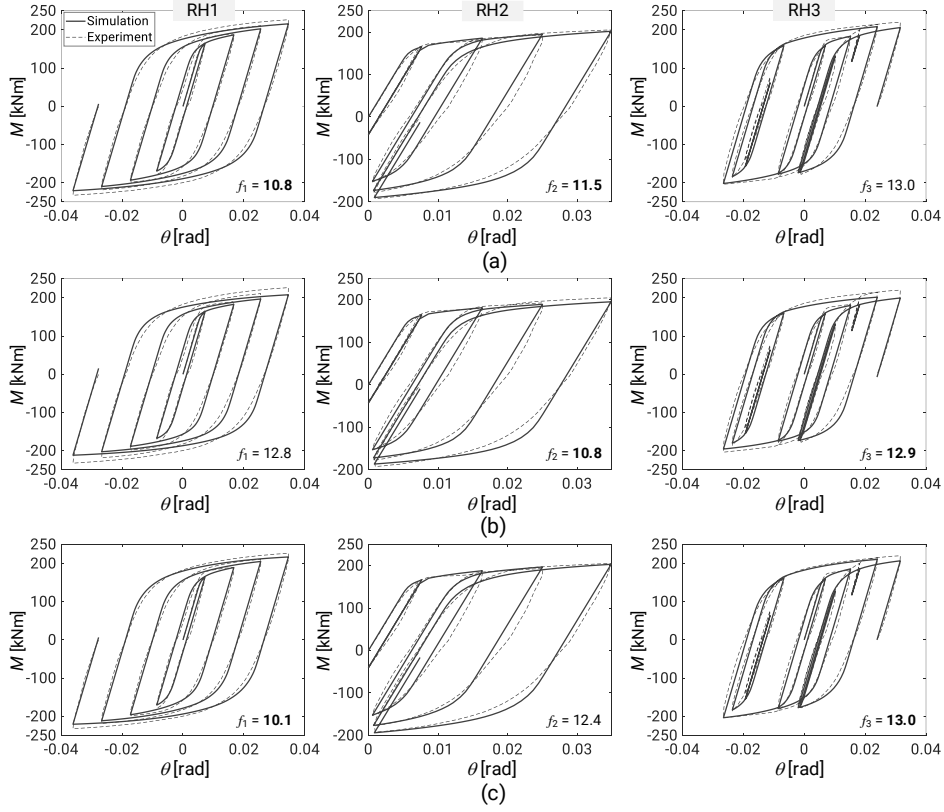 RH1 RH2 RH3
250
200
100
0
-100
-200
-250
-0.04 -0.02 0 0.02 0.04
M [kNm]
θ [rad]
Simulation
Experiment
f1 = 10.8
200
100
0
-100
-200
0 0.01 0.02 0.03
M [kNm]
θ [rad]
f2 = 11.5
250
200
100
0
-100
-200
-250
-0.04 -0.02 0 0.02 0.04
M [kNm]
θ [rad]
f3 = 13.0
(a)
250
200
100
0
-100
-200
-250
-0.04 -0.02 0 0.02 0.04
M [kNm]
θ [rad]
f1 = 12.8
200
100
0
-100
-200
0 0.01 0.02 0.03
M [kNm]
θ [rad]
f2 = 10.8
250
200
100
0
-100
-200
-250
-0.04 -0.02 0 0.02 0.04
M [kNm]
θ [rad]
f3 = 12.9
(b)
250
200
100
0
-100
-200
-250
-0.04 -0.02 0 0.02 0.04
M [kNm]
θ [rad]
f1 = 10.1
200
100
0
-100
-200
0 0.01 0.02 0.03
M [kNm]
θ [rad]
f2 = 12.4
250
200
100
0
-100
-200
-250
-0.04 -0.02 0 0.02 0.04
M [kNm]
θ [rad]
f3 = 13.0
(c)